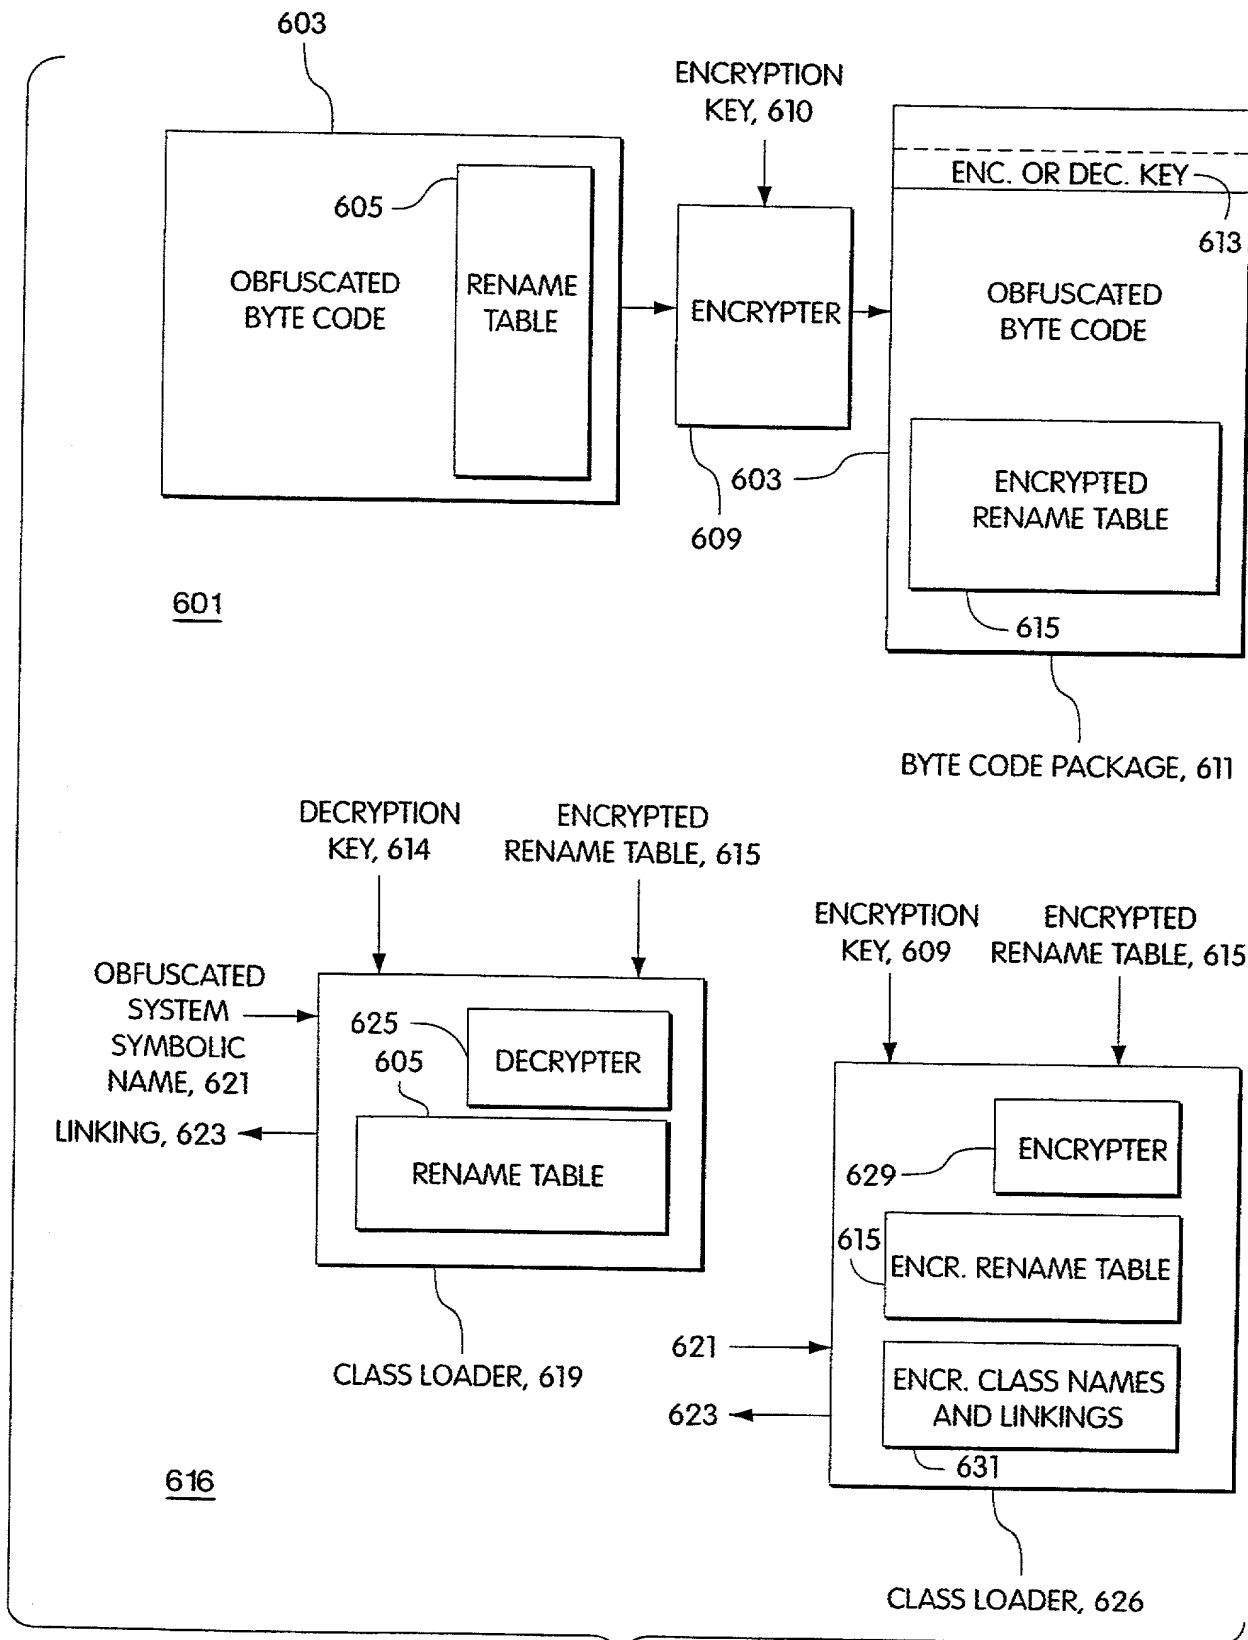 603
ENCRYPTION
KEY, 610
ENC. OR DEC. KEY
613
605
OBFUSCATED
BYTE CODE
RENAME
TABLE
ENCRYPTER
OBFUSCATED
BYTE CODE
603
609
ENCRYPTED
RENAME TABLE
615
601
BYTE CODE PACKAGE, 611
DECRYPTION
KEY, 614
ENCRYPTED
RENAME TABLE, 615
ENCRYPTION
KEY, 609
ENCRYPTED
RENAME TABLE, 615
OBFUSCATED
SYSTEM
SYMBOLIC
NAME, 621
LINKING, 623
625
DECRYPTER
605
RENAME TABLE
CLASS LOADER, 619
ENCRYPTER
629
615
ENCR. RENAME TABLE
621
623
ENCR. CLASS NAMES
AND LINKINGS
631
616
CLASS LOADER, 626